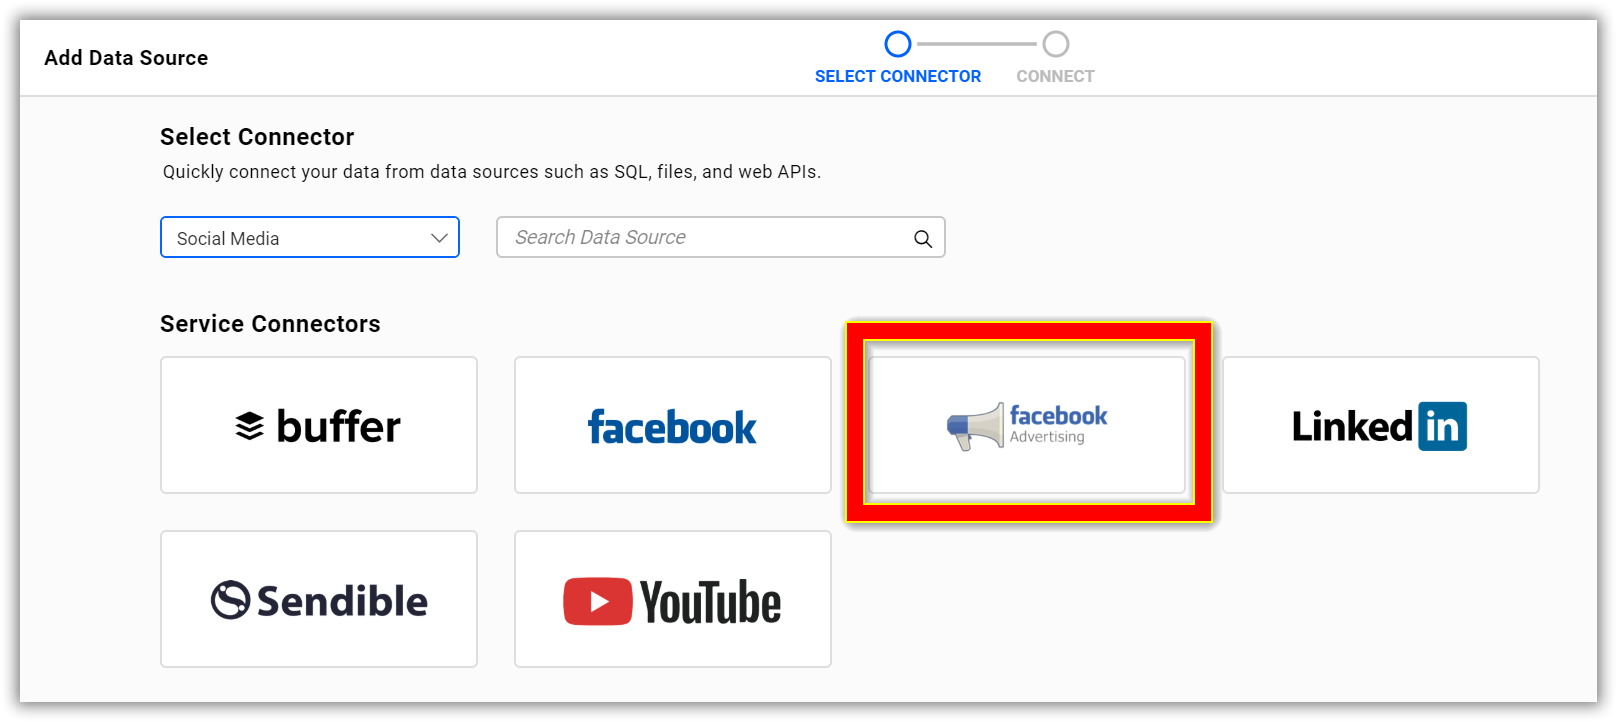 Add Data Source
SELECT CONNECTOR
CONNECT
Select Connector
Quickly connect your data from data sources such as SQL, files, and web APIs.
Social Media
Search Data Source
Service Connectors
buffer
facebook
facebook
Advertising
Linked in
Sendible
YouTube